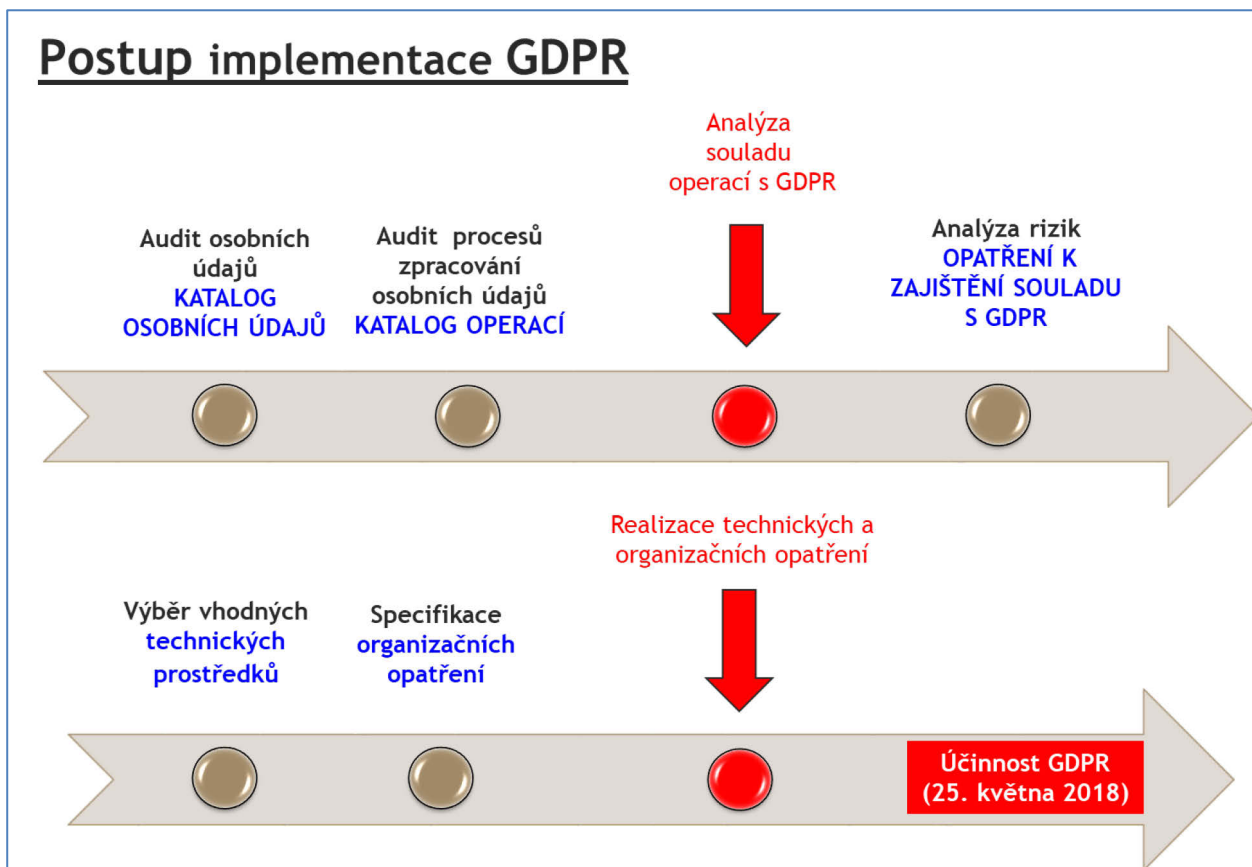 Postup implementace GDPR
Analýza
souladu
operací s GDPR
Audit osobních
údajů
KATALOG
OSOBNÍCH ÚDAJŮ
Audit procesů
zpracování
osobních údajů
KATALOG OPERACÍ
Analýza rizik
OPATŘENÍ K
ZAJIŠTĚNÍ SOULADU
S GDPR
Realizace technických a
organizačních opatření
Výběr vhodných
technických
prostředků
Specifikace
organizačních
opatření
Účinnost GDPR
(25. května 2018)